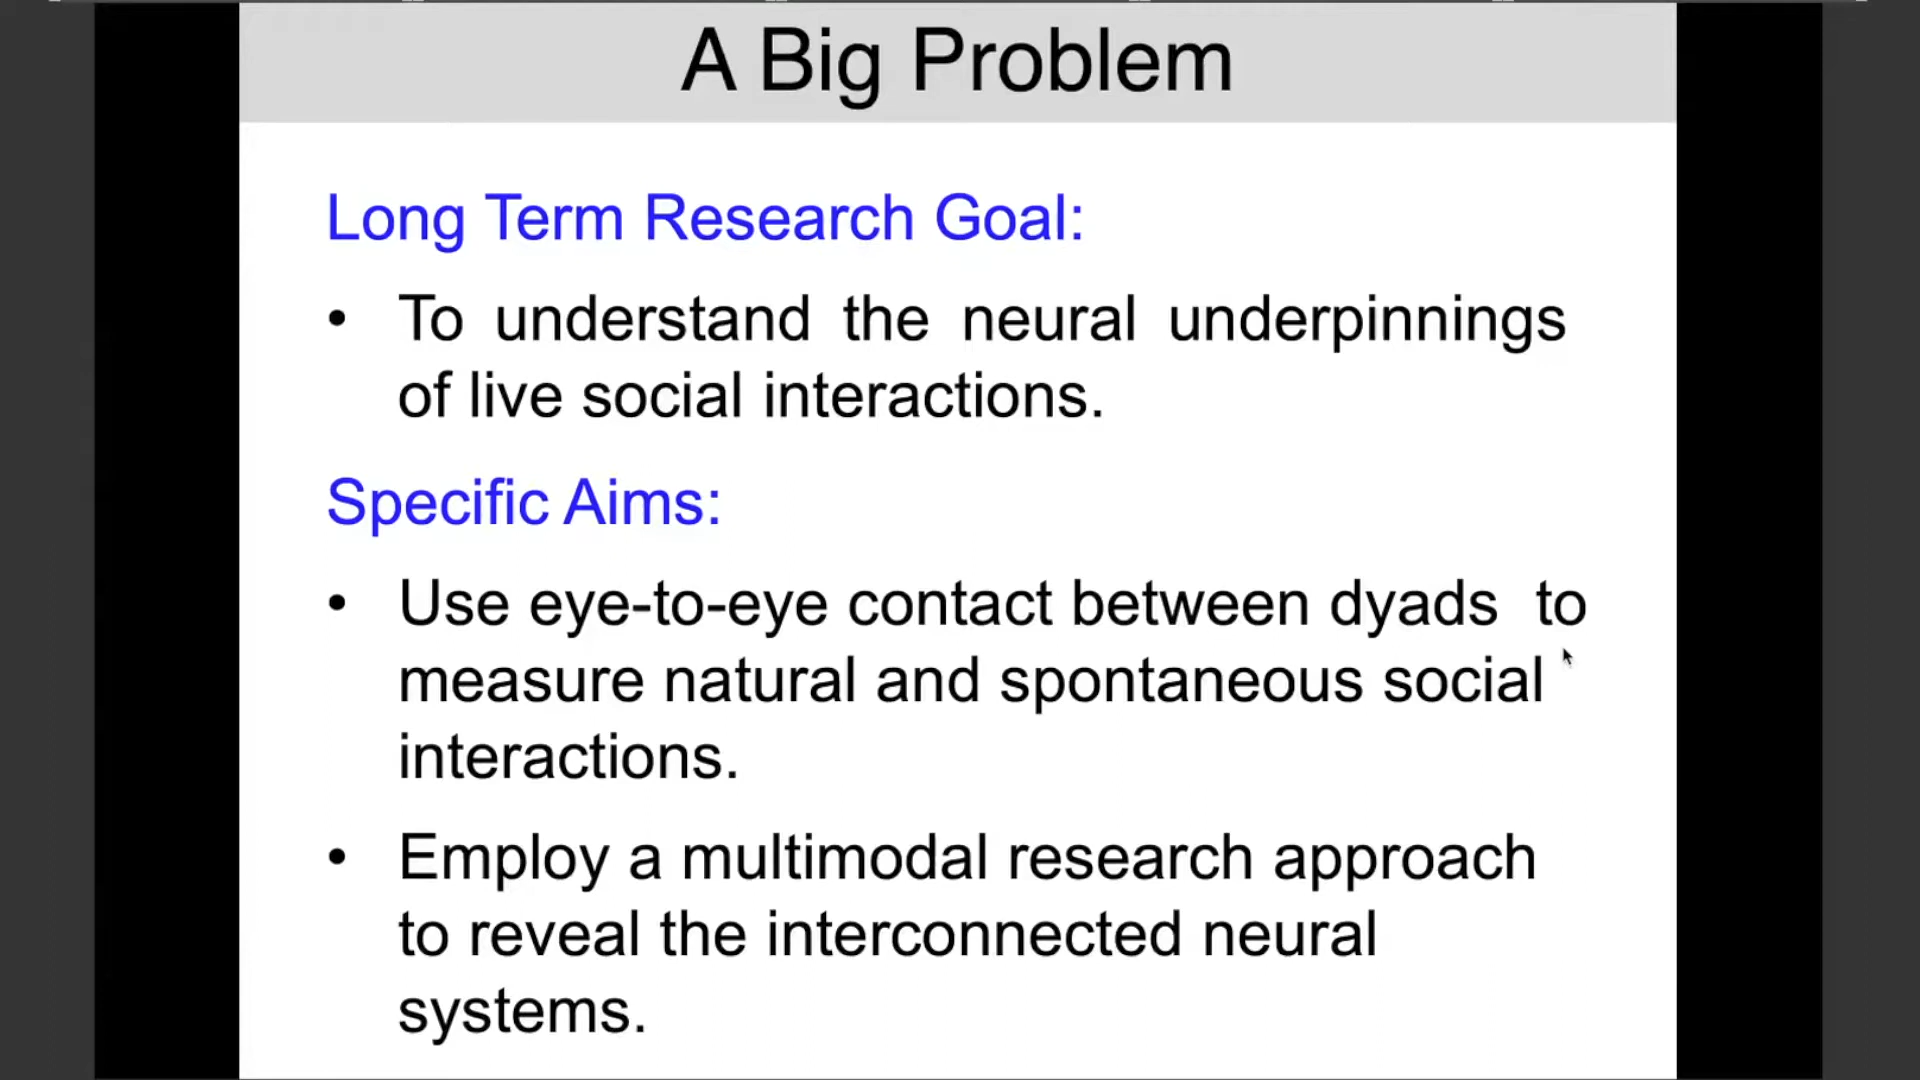 A Big Problem
Long Term Research Goal:
• To understand the neural underpinnings
of live social interactions.
Specific Aims:
• Use eye-to-eye contact between dyads to
measure natural and spontaneous social
interactions.
• Employ a multimodal research approach
to reveal the interconnected neural
systems.